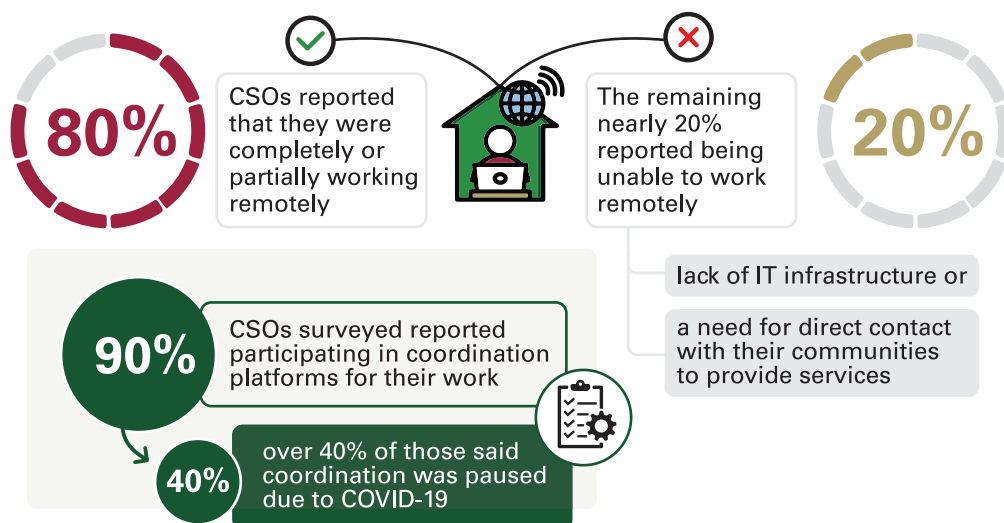 80%
CSOs reported
that they were
completely or
partially working
remotely
The remaining
nearly 20%
reported being
unable to work
remotely
20%
lack of IT infrastructure or
a need for direct contact
with their communities
to provide services
90%
CSOs surveyed reported
participating in coordination
platforms for their work
40%
over 40% of those said
coordination was paused
due to COVID-19